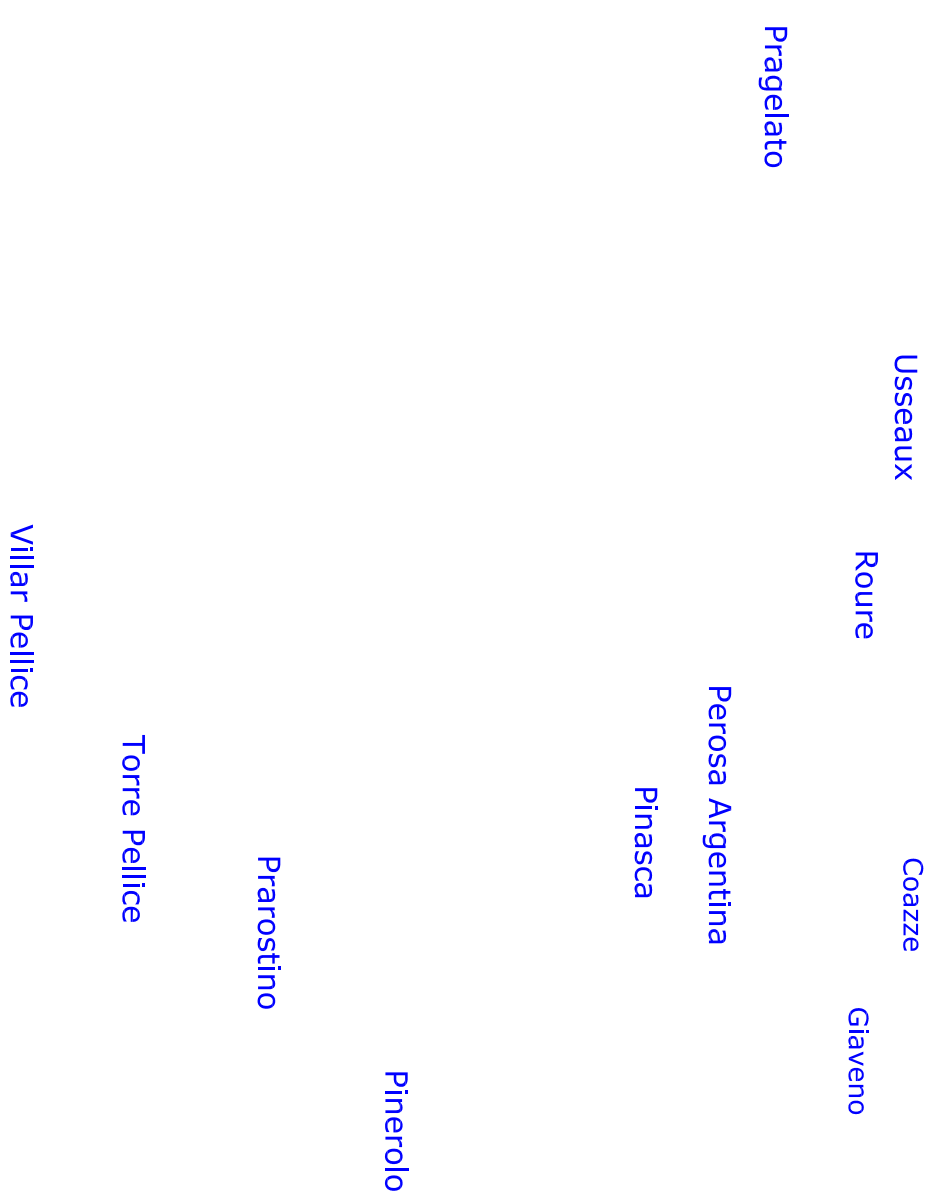 Coazze
Usseaux
Roure
Giaveno
Pragelato
Perosa Argentina
Pinasca
Pinerolo
Prarostino
Torre Pellice
Villar Pellice